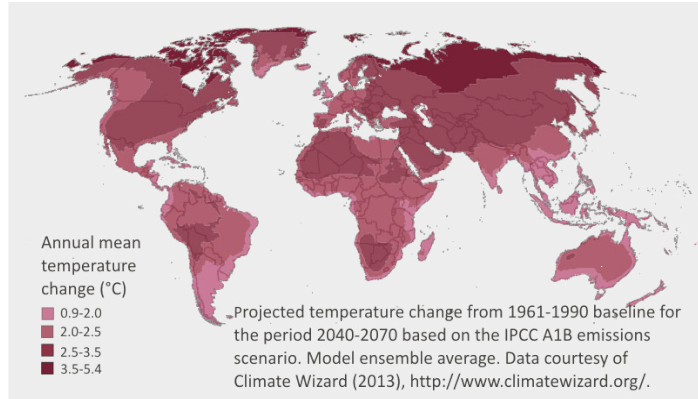 Annual mean
temperature
change (°C)
0.9-2.0
2.0-2.5
2.5-3.5
3.5-5.4
Projected temperature change from 1961-1990 baseline for
the period 2040-2070 based on the IPCC A1B emissions
scenario. Model ensemble average. Data courtesy of
Climate Wizard (2013), http://www.climatewizard.org/.